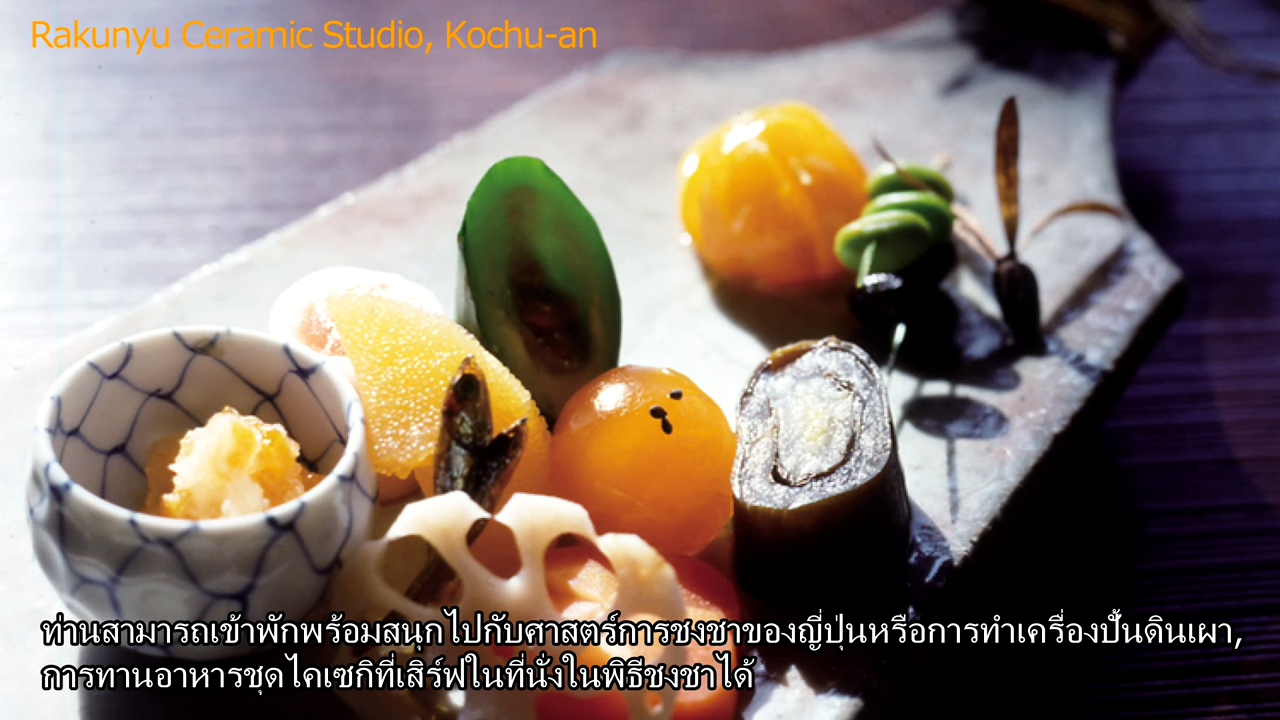 Rakunyu Ceramic Studio, Kochu-an
ท่านสามารถเข้าพักพร้อมสนุกไปกับศาสตร์การชงชาของญี่ปุ่นหรือการทำเครื่องปั้นดินเผา,
การทานอาหารชุดไคเซกิที่เสิร์ฟในที่นั่งในพิธีชงชาได้